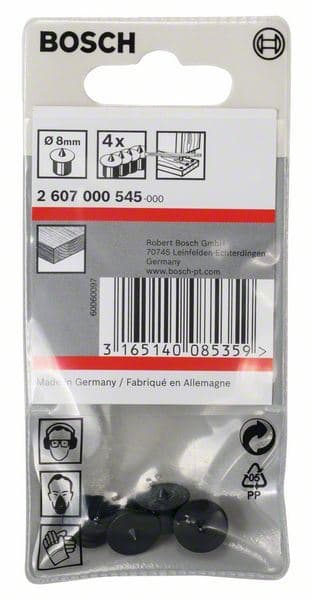 BOSCH
Ø 8mm
4x
2 607 000 545-000
Robert Bosch GmbH
70745 Leinfelden-Echterdingen
Germany
www.bosch-pt.com
60060097
3 165140 085359 >
Made in Germany / Fabriqué en Allemagne
05
PP